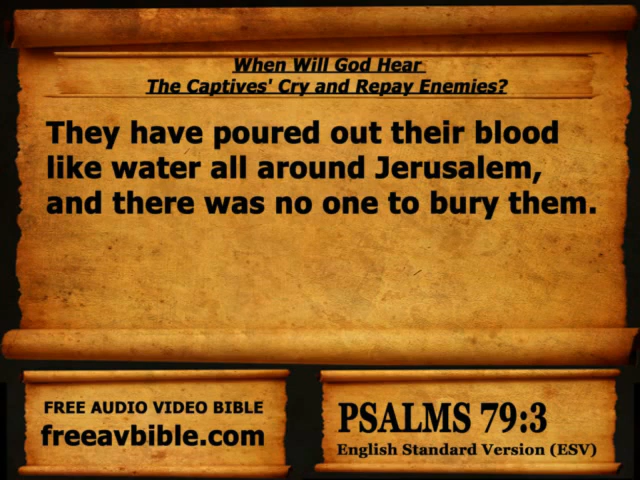 When Will God Hear
The Captives' Cry and Repay Enemies?
They have poured out their blood
like water all around Jerusalem,
and there was no one to bury them.
FREE AUDIO VIDEO BIBLE
freeavbible.com
PSALMS 79:3
English Standard Version (ESV)